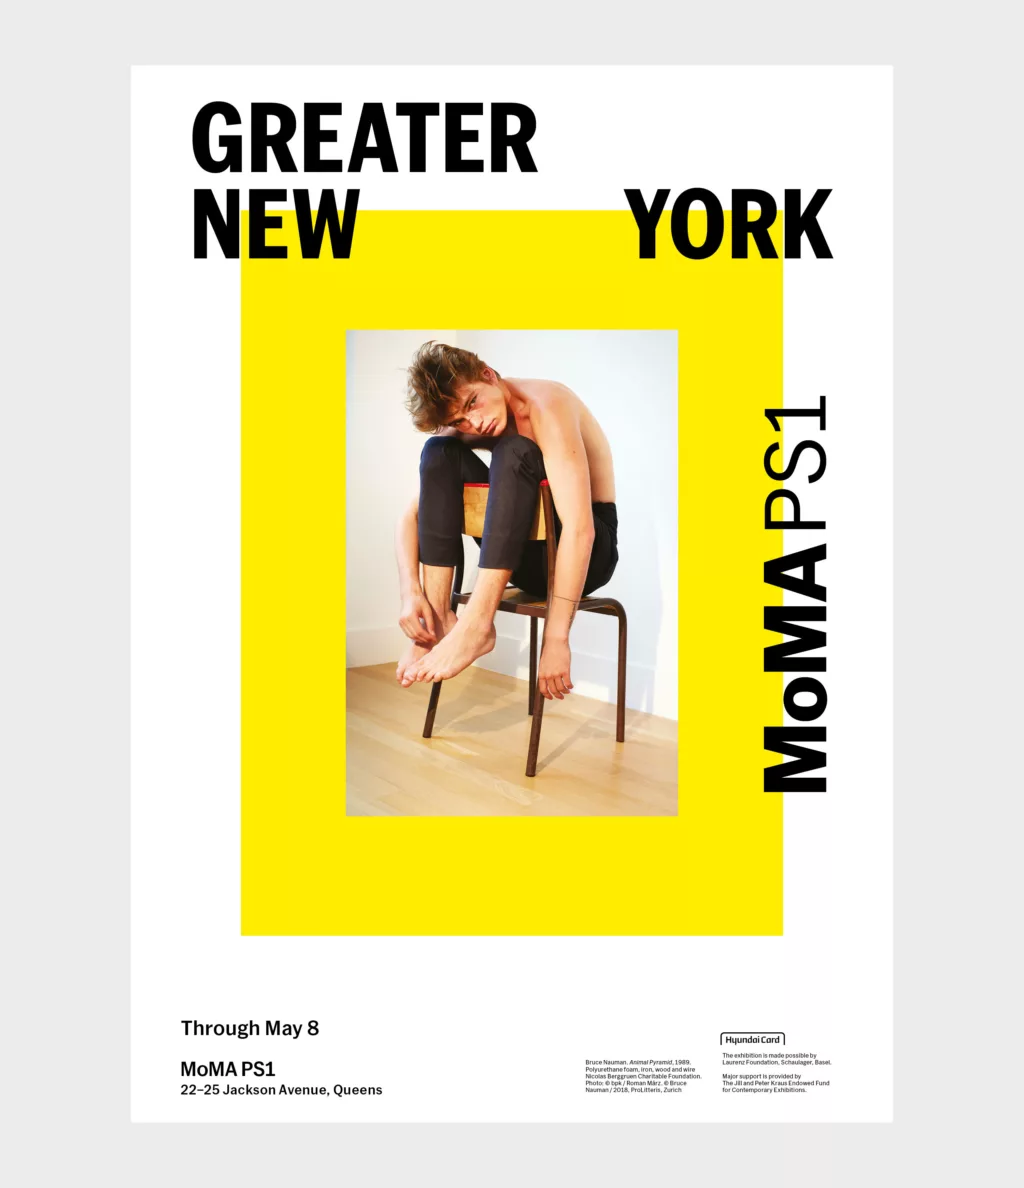 GREATER
NEW YORK
MoMA PS1
Through May 8
MoMA PS1
22–25 Jackson Avenue, Queens
Bruce Nauman. Animal Pyramid, 1989.
Polyurethane foam, iron, wood and wire
Nicolas Berggruen Charitable Foundation.
Photo: © bpk / Roman März. © Bruce
Nauman / 2018, ProLitteris, Zurich
Hyundai Card
The exhibition is made possible by
Laurenz Foundation, Schaulager, Basel.
Major support is provided by
The Jill and Peter Kraus Endowed Fund
for Contemporary Exhibitions.